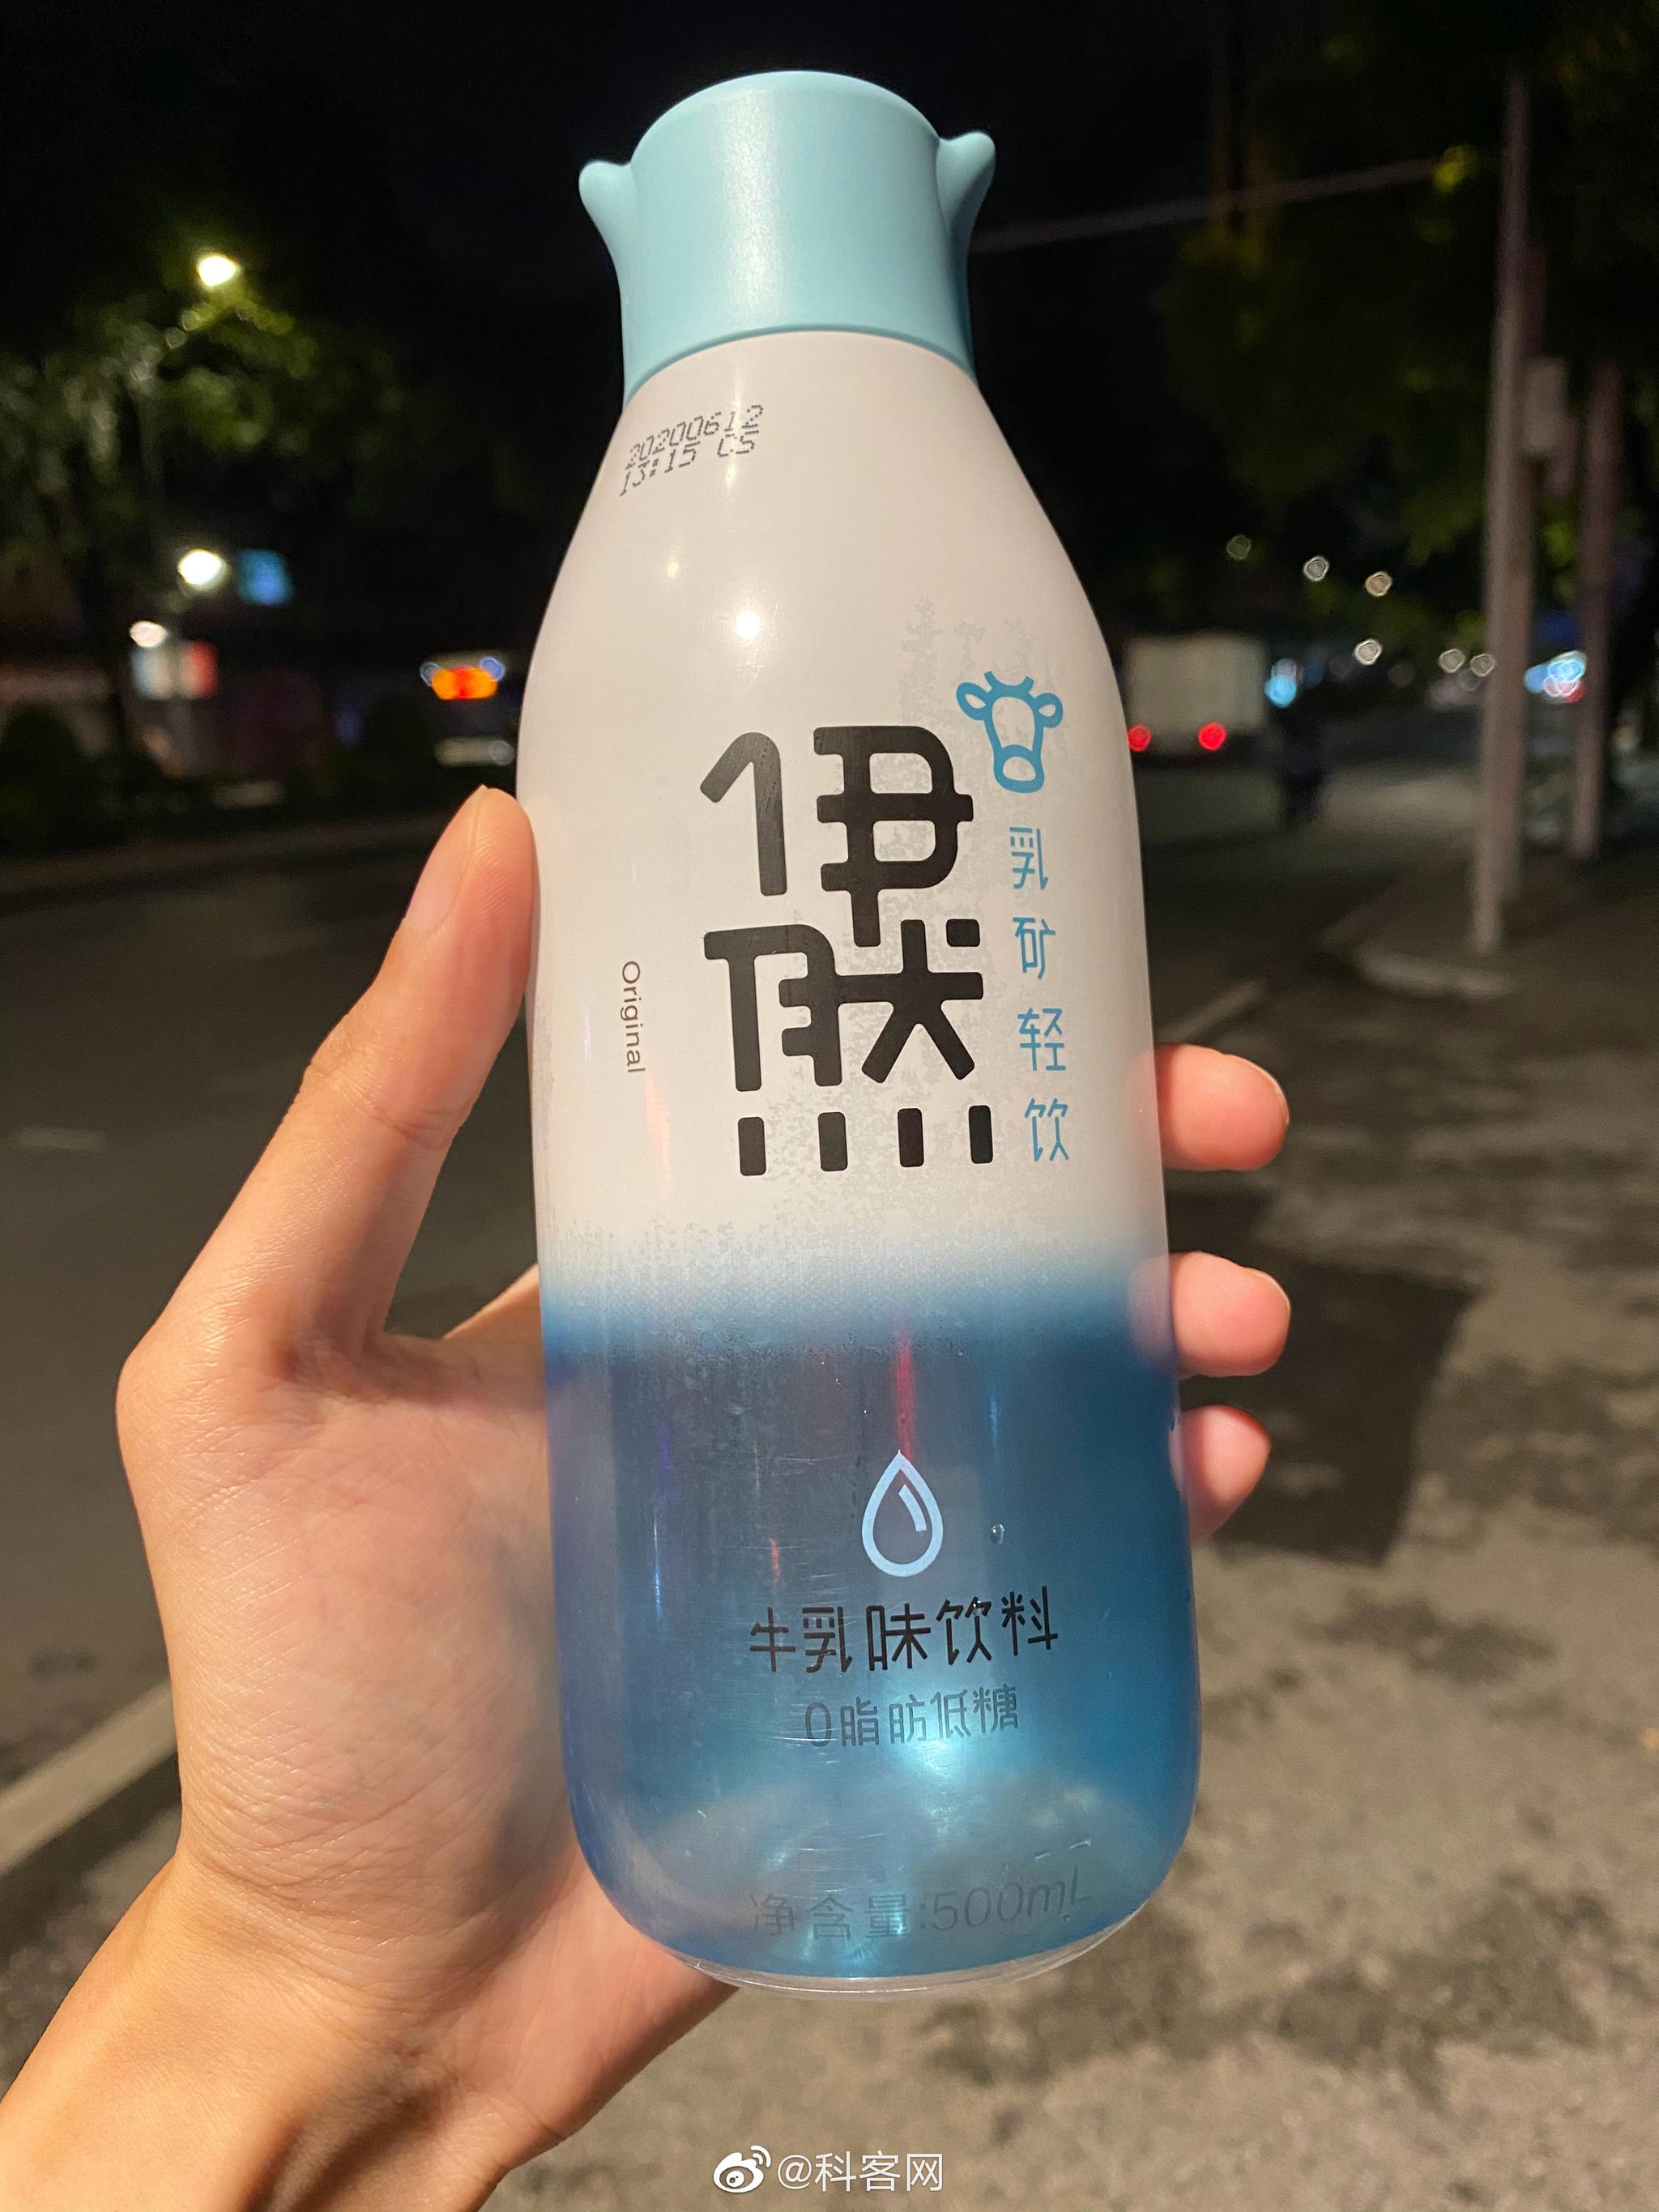 20200612
13:15 CS
伊然
乳矿轻饮
Original
牛乳味饮料
0脂肪低糖
净含量:500mL
@科客网